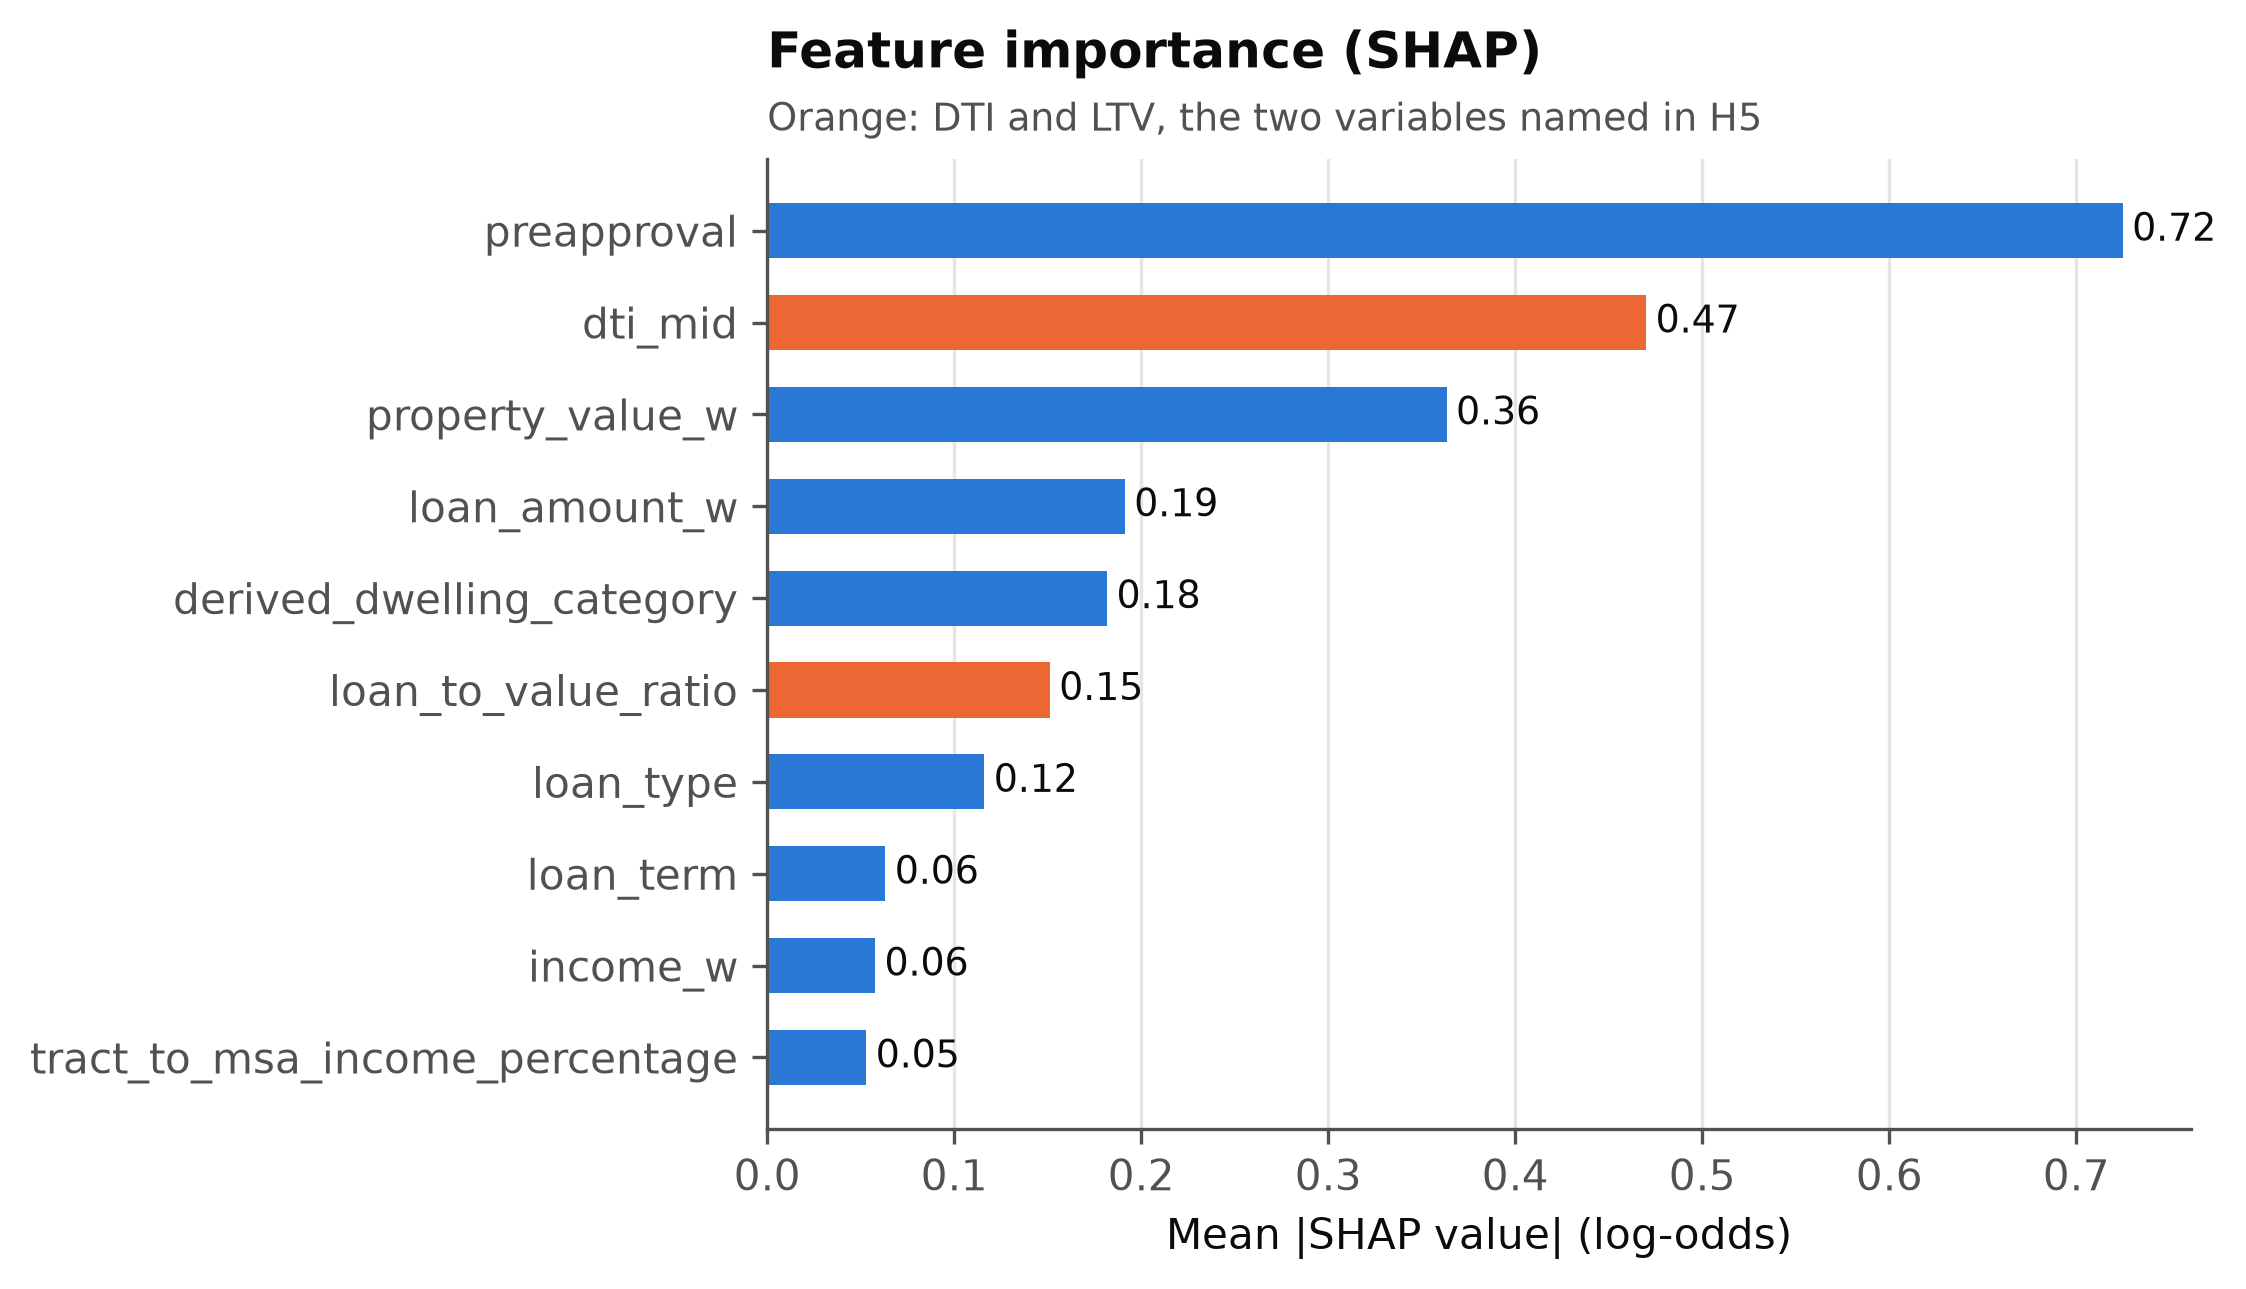 Feature importance (SHAP)
Orange: DTI and LTV, the two variables named in H5
preapproval 0.72
dti_mid 0.47
property_value_w 0.36
loan_amount_w 0.19
derived_dwelling_category 0.18
loan_to_value_ratio 0.15
loan_type 0.12
loan_term 0.06
income_w 0.06
tract_to_msa_income_percentage 0.05
0.0 0.1 0.2 0.3 0.4 0.5 0.6 0.7
Mean |SHAP value| (log-odds)